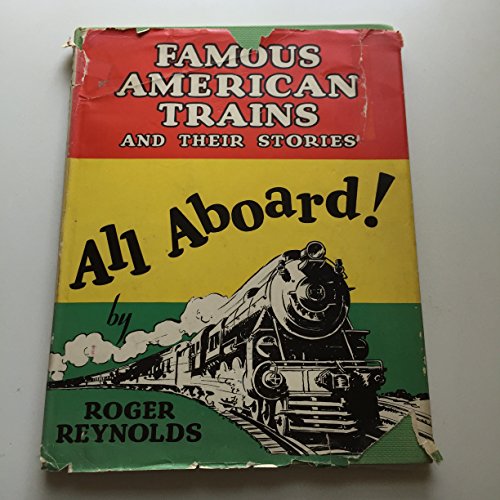 FAMOUS
AMERICAN
TRAINS
AND THEIR STORIES
All Aboard!
by
ROGER
REYNOLDS